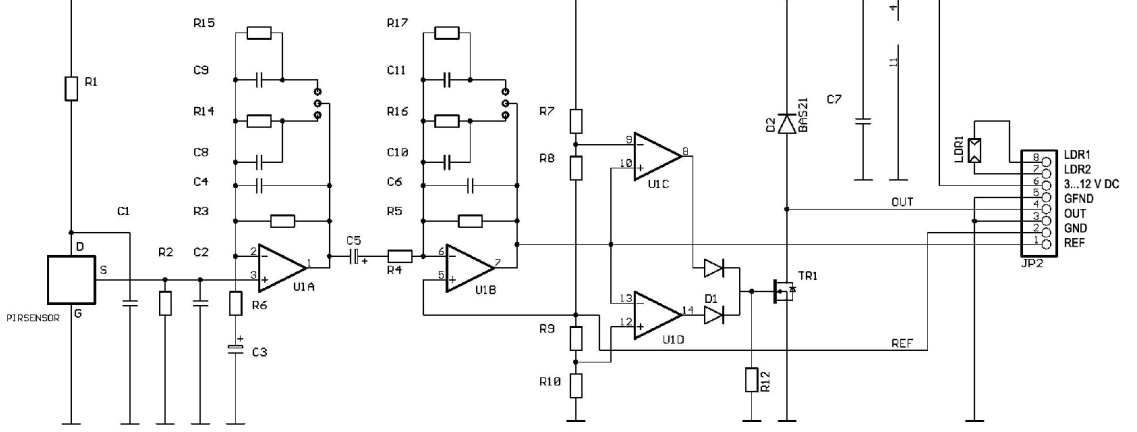 R15
R17
C9
C11
R1
R14
R16
C8
C10
C4
C6
R3
R5
C1
R2
C2
C5
R4
R6
C3
D
S
G
PIRSENSOR
2
3
1
U1A
6
5
7
U1B
R7
R8
9
10
8
U1C
R9
R10
13
12
14
U1D
D1
R12
TR1
D2
BAS21
C7
4
11
OUT
REF
LDR1
8 LDR1
7 LDR2
6 3...12 V DC
5 GFND
4 OUT
3 GND
2 REF
1
JP2